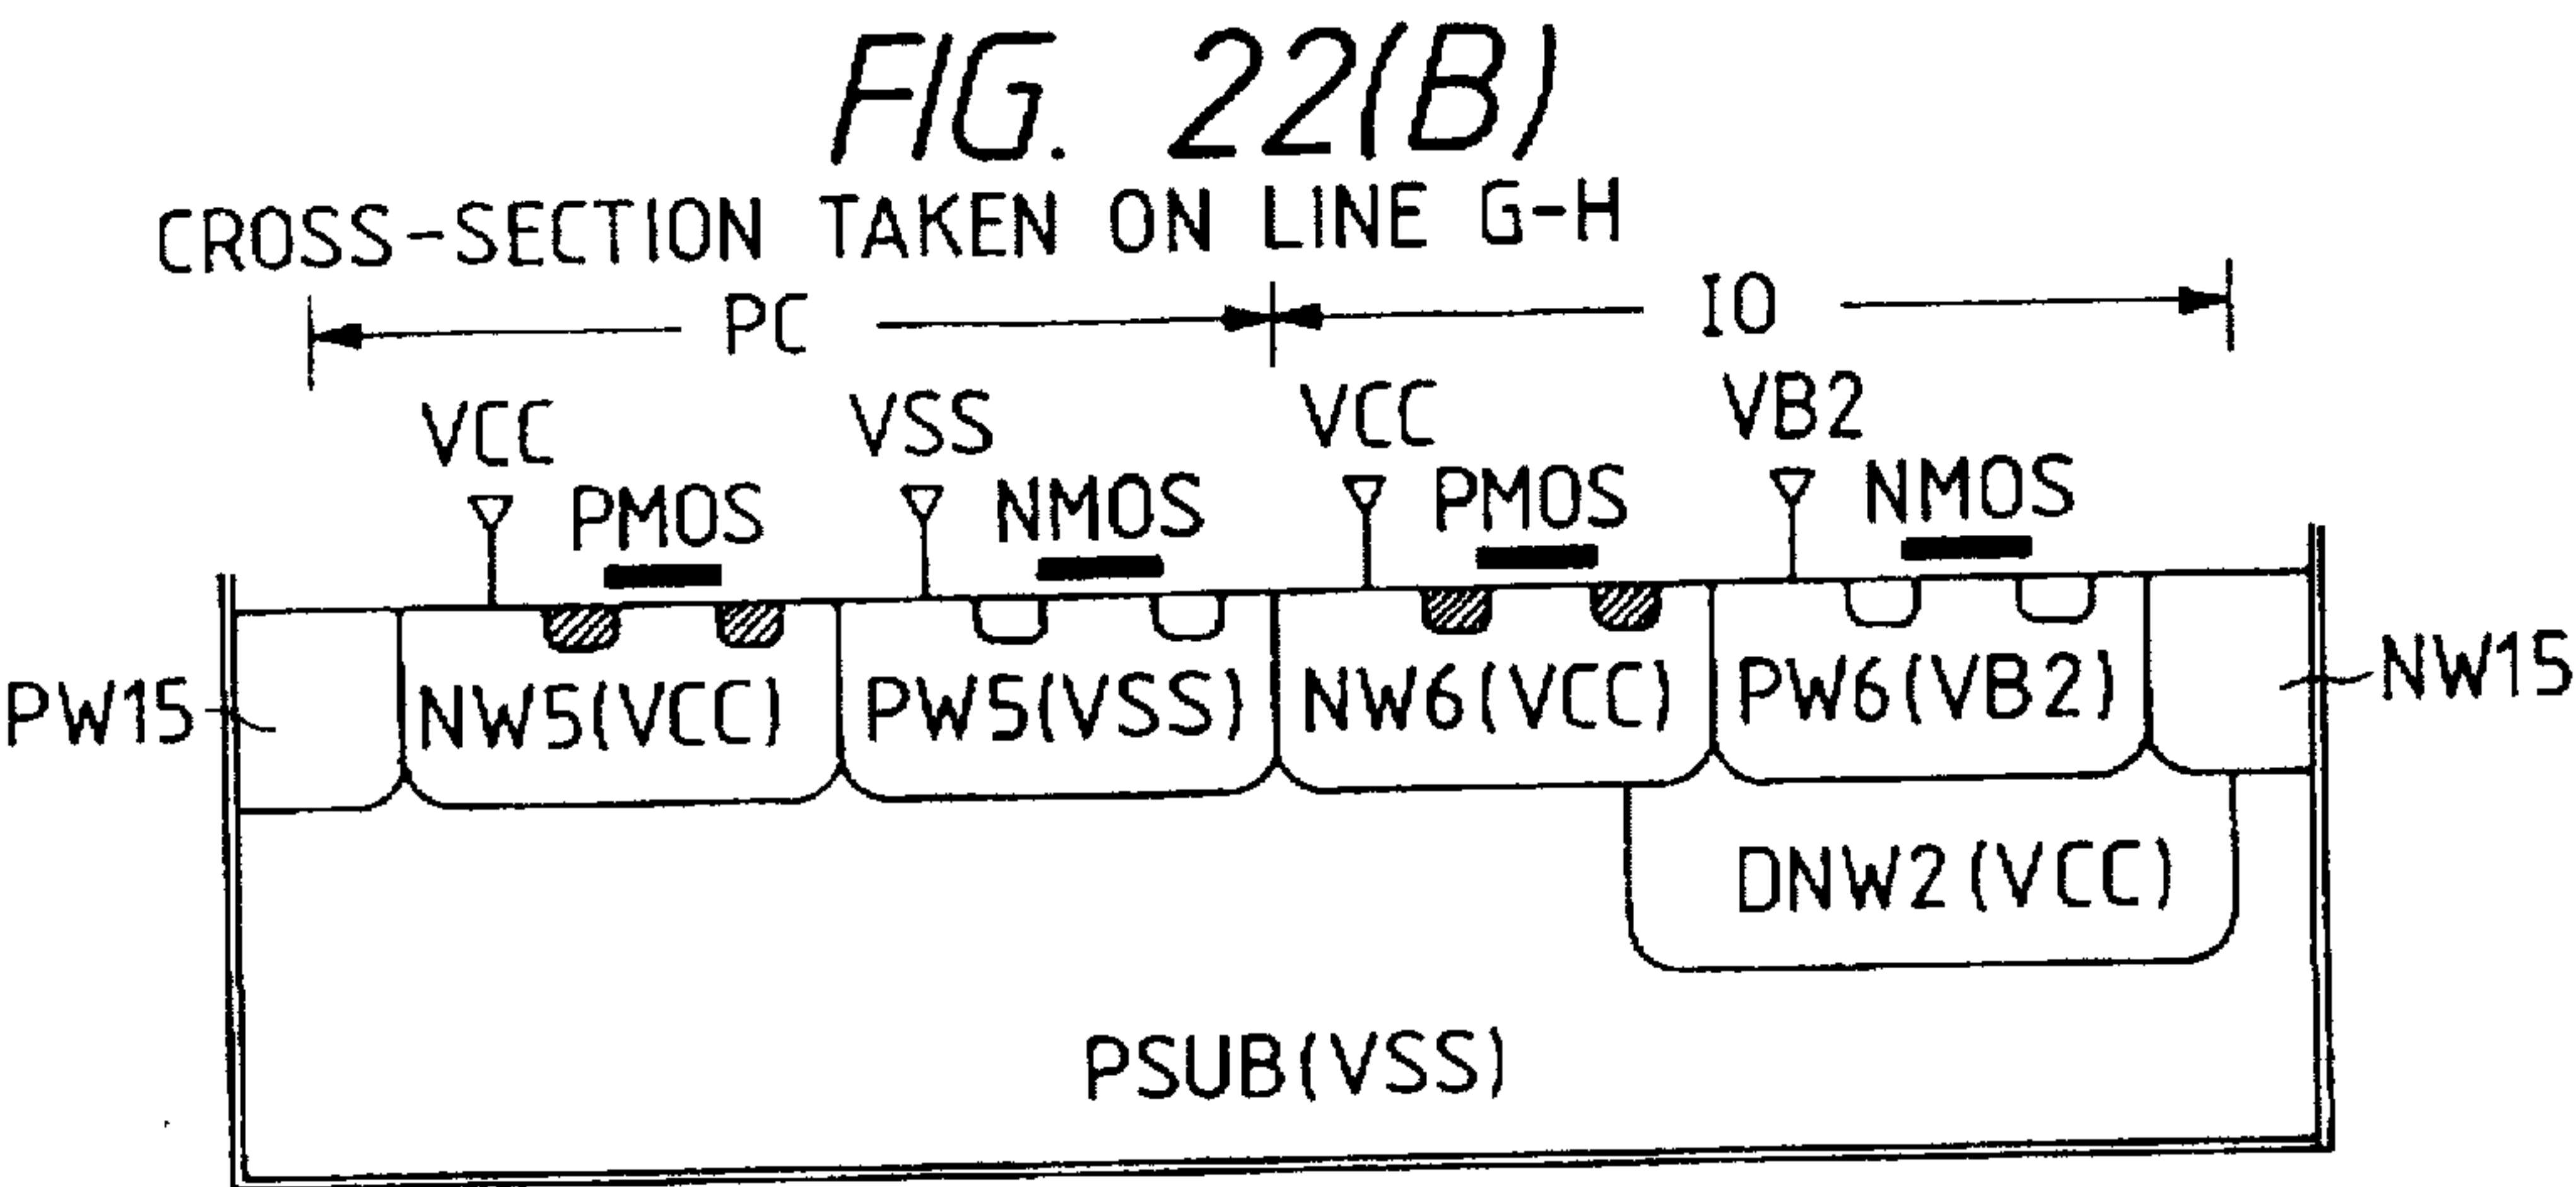 FIG. 22(B)
CROSS-SECTION TAKEN ON LINE G-H
PC IO
VCC VSS VCC VB2
PMOS NMOS PMOS NMOS
PW15 NW5(VCC) PW5(VSS) NW6(VCC) PW6(VB2) NW15
DNW2(VCC)
PSUB(VSS)